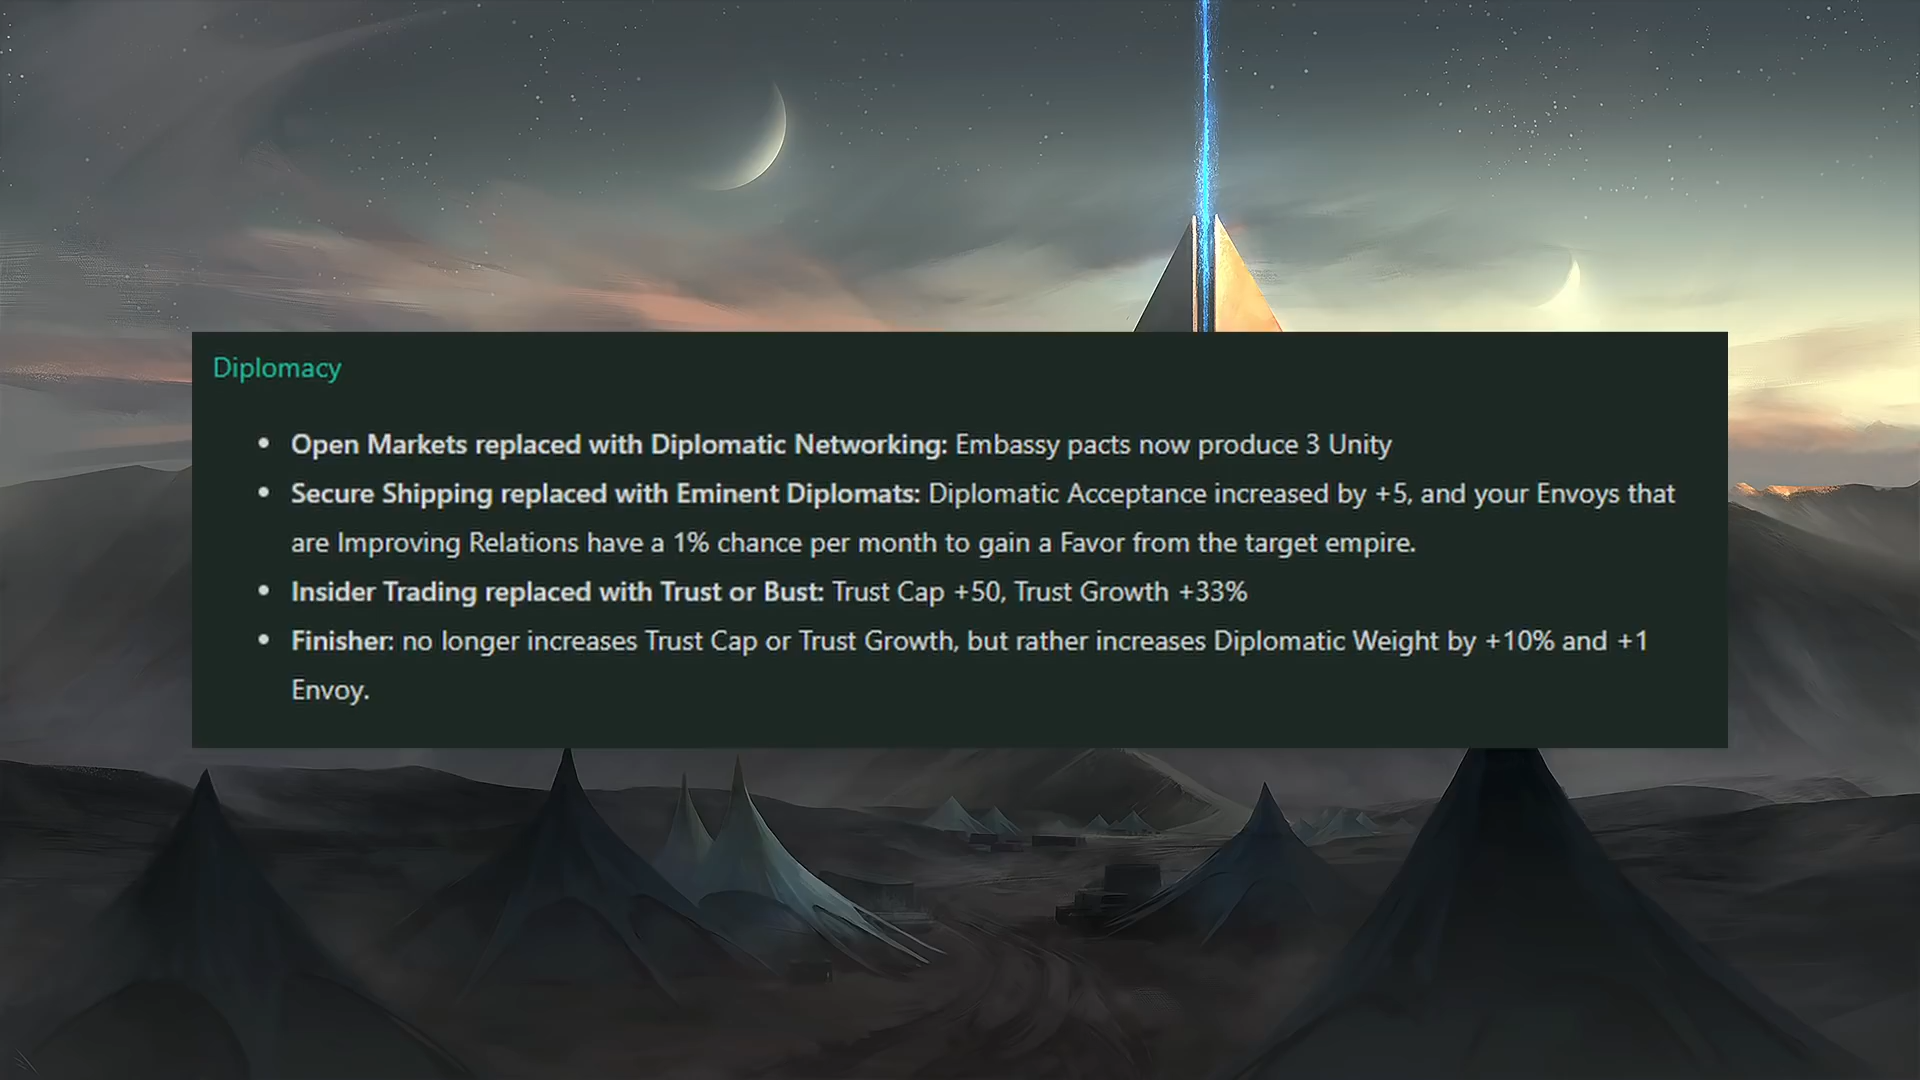 Diplomacy
• Open Markets replaced with Diplomatic Networking: Embassy pacts now produce 3 Unity
• Secure Shipping replaced with Eminent Diplomats: Diplomatic Acceptance increased by +5, and your Envoys that
are Improving Relations have a 1% chance per month to gain a Favor from the target empire.
• Insider Trading replaced with Trust or Bust: Trust Cap +50, Trust Growth +33%
• Finisher: no longer increases Trust Cap or Trust Growth, but rather increases Diplomatic Weight by +10% and +1
Envoy.